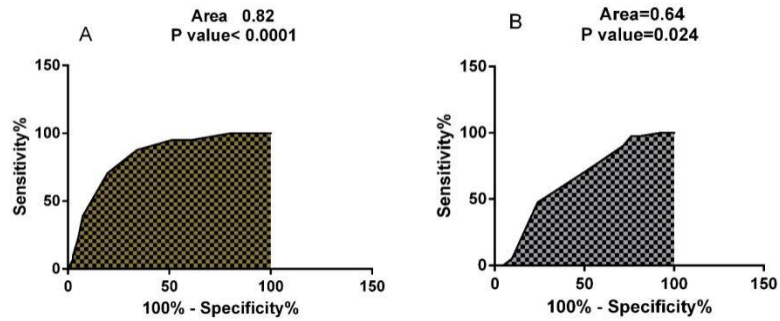 A
Area 0.82
P value< 0.0001
150
100
50
0
Sensitivity%
0 50 100 150
100% - Specificity%
B
Area=0.64
P value=0.024
150
100
50
0
Sensitivity%
0 50 100 150
100% - Specificity%